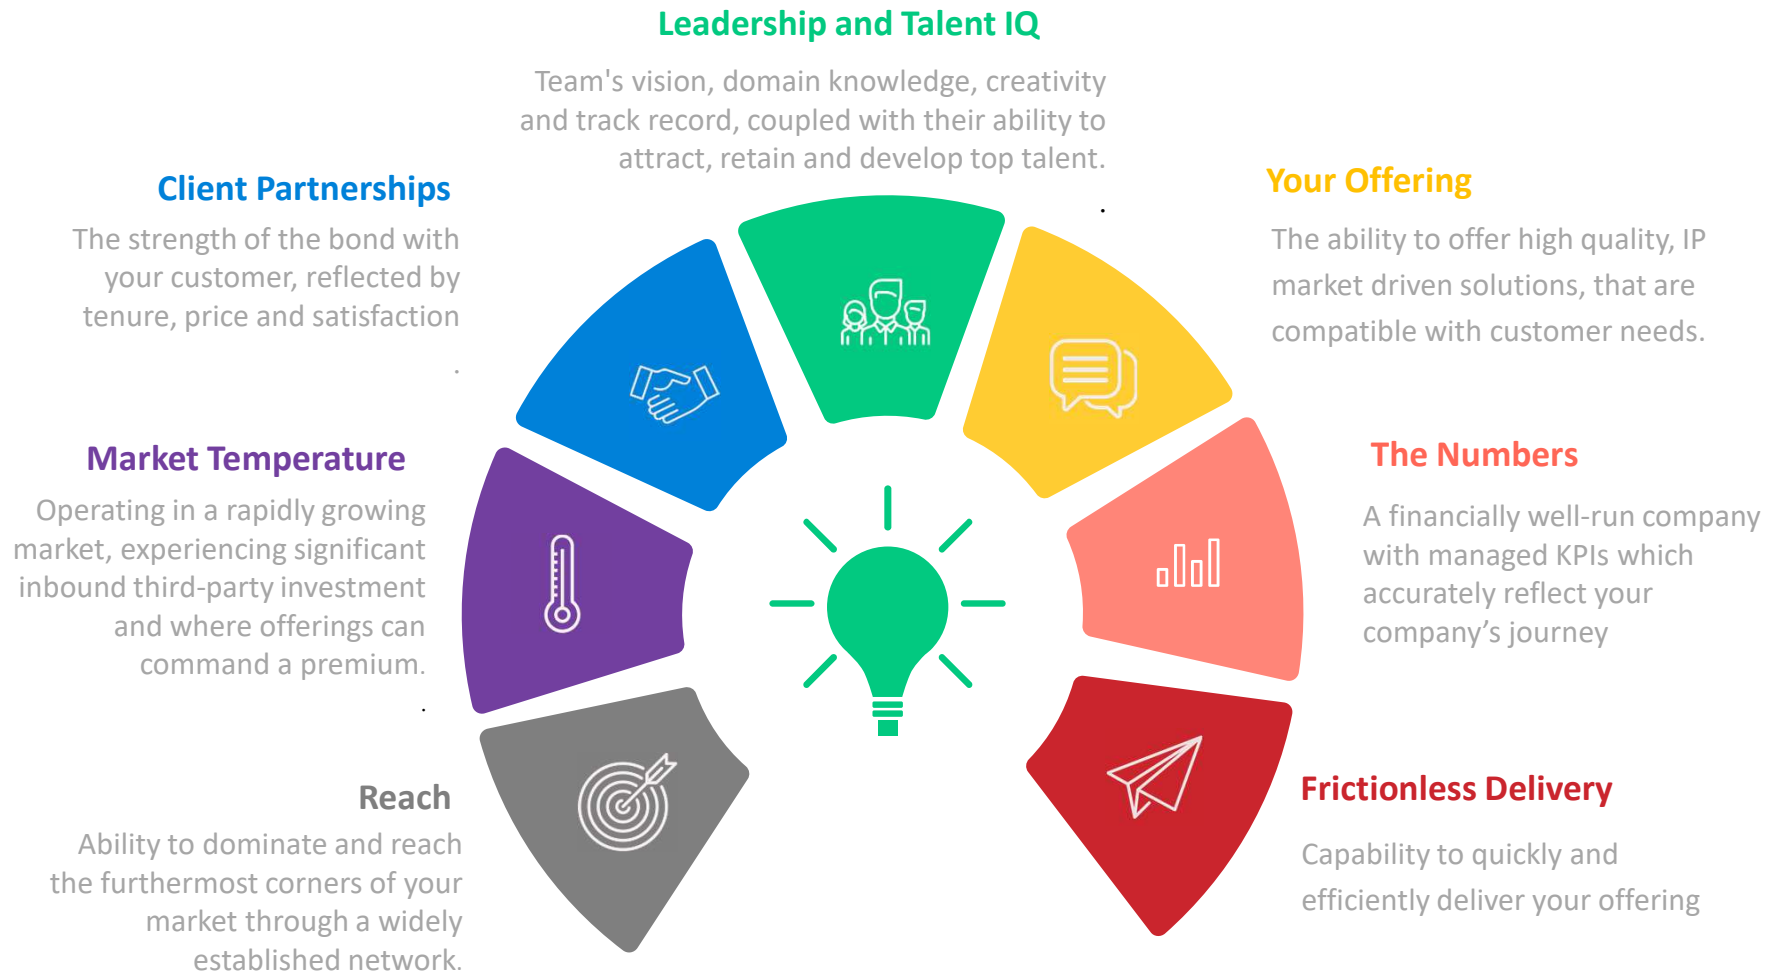 Leadership and Talent IQ
Team's vision, domain knowledge, creativity
and track record, coupled with their ability to
attract, retain and develop top talent.
.
Client Partnerships
The strength of the bond with
your customer, reflected by
tenure, price and satisfaction
.
Your Offering
The ability to offer high quality, IP
market driven solutions, that are
compatible with customer needs.
Market Temperature
Operating in a rapidly growing
market, experiencing significant
inbound third-party investment
and where offerings can
command a premium.
.
The Numbers
A financially well-run company
with managed KPIs which
accurately reflect your
company’s journey
Reach
Ability to dominate and reach
the furthermost corners of your
market through a widely
established network.
Frictionless Delivery
Capability to quickly and
efficiently deliver your offering